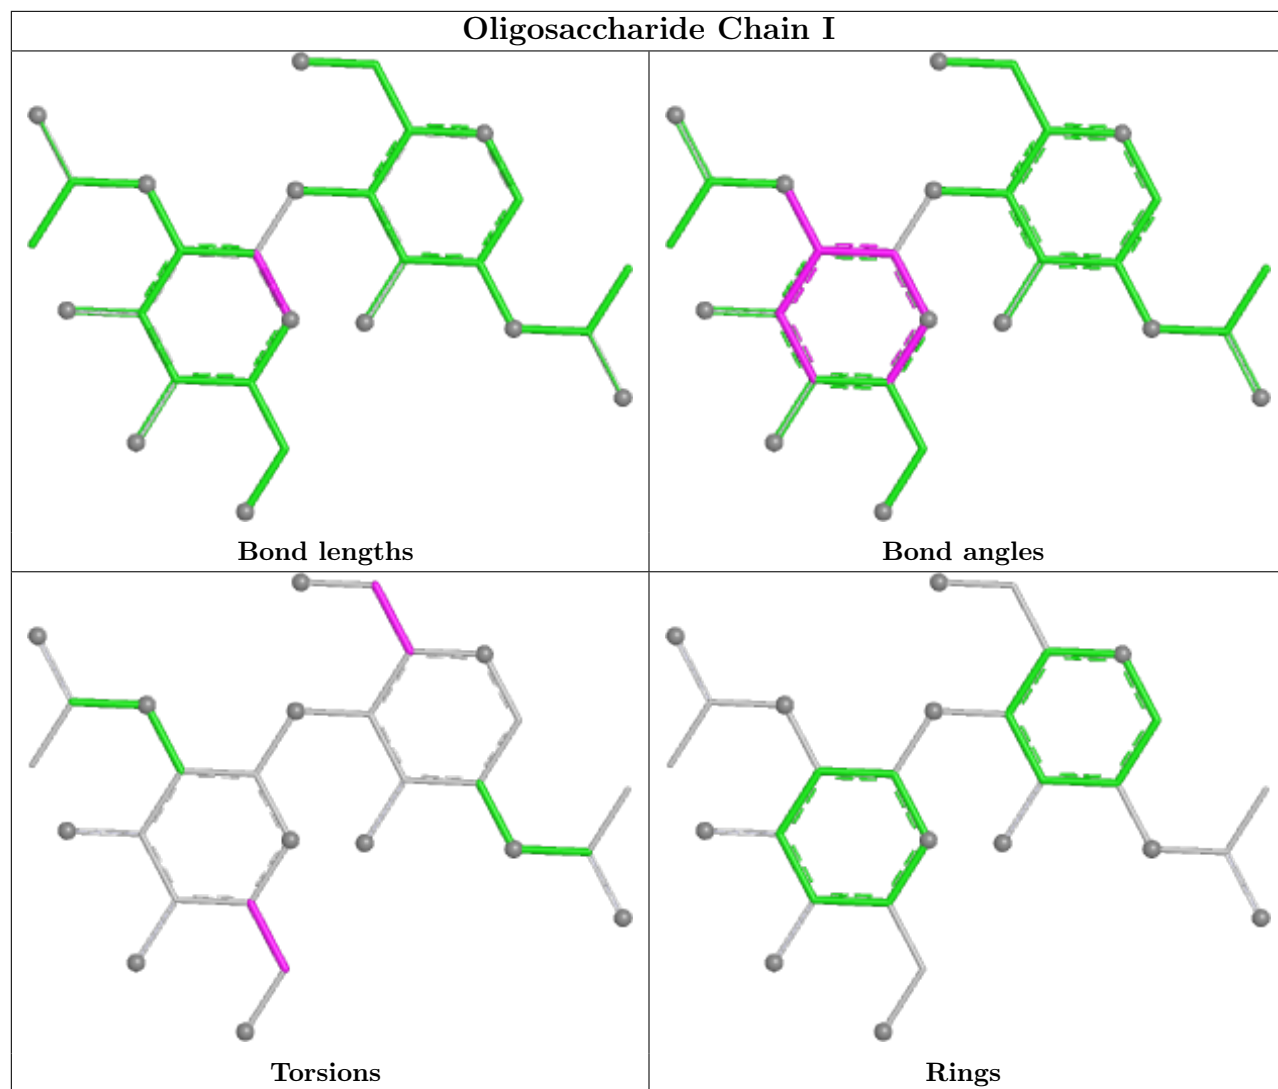 Oligosaccharide Chain I
Bond lengths
Bond angles
Torsions
Rings